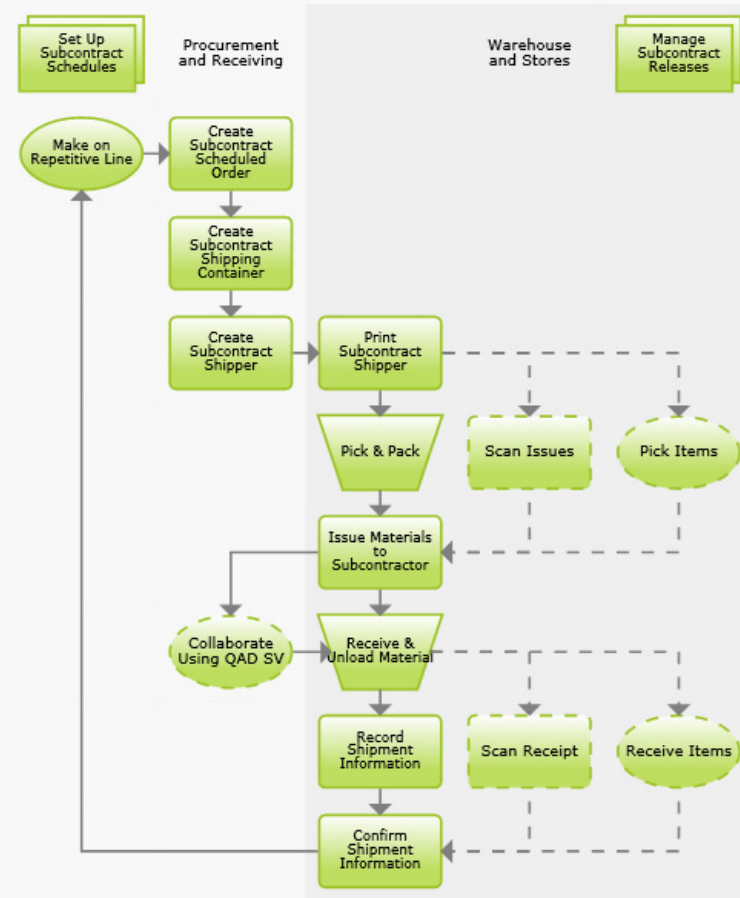 Set Up
Subcontract
Schedules
Procurement
and Receiving
Warehouse
and Stores
Manage
Subcontract
Releases
Make on
Repetitive Line
Create
Subcontract
Scheduled
Order
Create
Subcontract
Shipping
Container
Create
Subcontract
Shipper
Print
Subcontract
Shipper
Pick & Pack
Scan Issues
Pick Items
Issue Materials
to
Subcontractor
Collaborate
Using QAD SV
Receive &
Unload Material
Record
Shipment
Information
Scan Receipt
Receive Items
Confirm
Shipment
Information